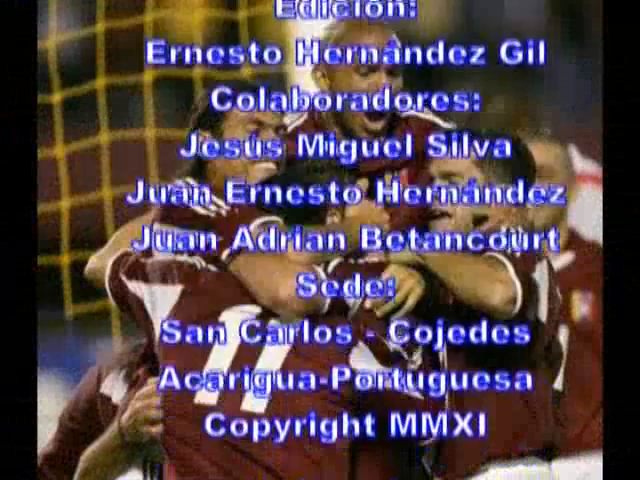 Edición:
Ernesto Hernández Gil
Colaboradores:
Jesús Miguel Silva
Juan Ernesto Hernández
Juan Adrian Betancourt
Sede:
San Carlos - Cojedes
Acarigua-Portuguesa
Copyright MMXI
11